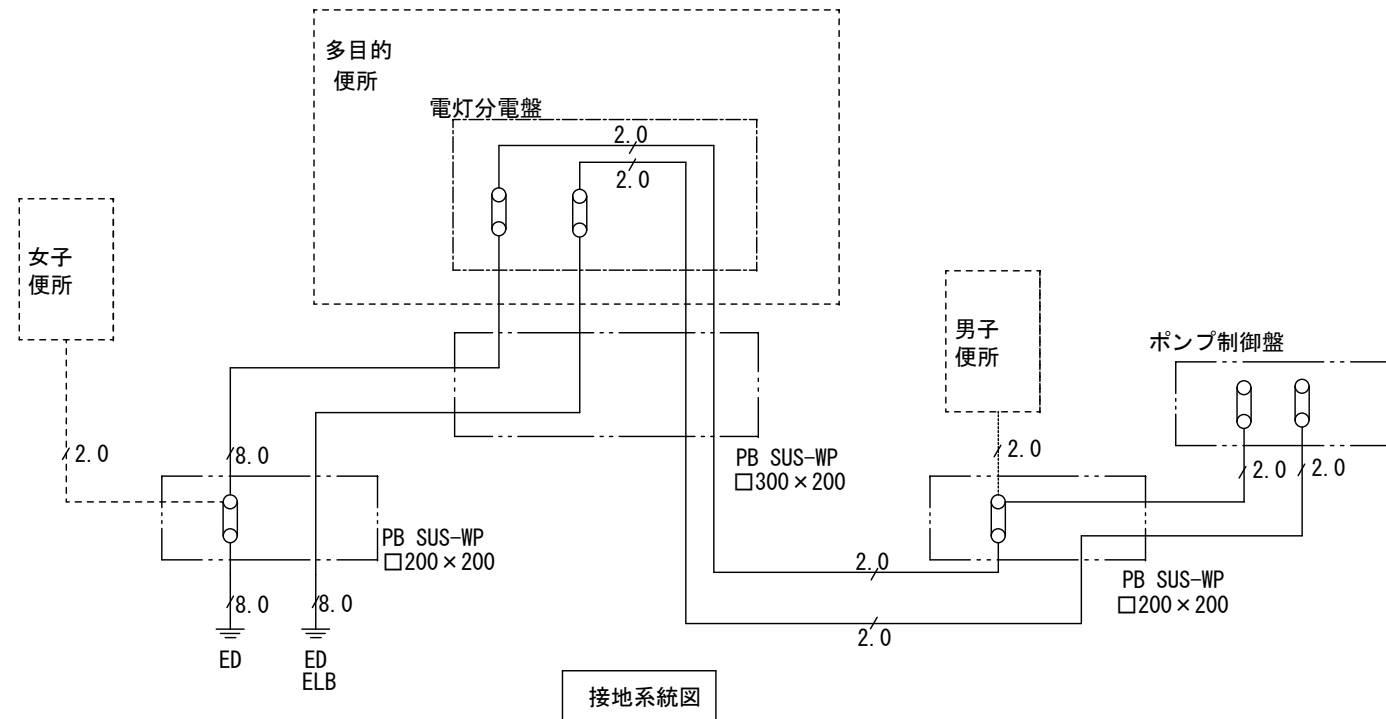 多目的
便所
電灯分電盤
2.0
2.0
女子
便所
男子
便所
ポンプ制御盤
2.0
8.0
PB SUS-WP
□300×200
2.0
2.0
2.0
PB SUS-WP
□200×200
2.0
PB SUS-WP
□200×200
8.0
8.0
2.0
ED
ED
ELB
接地系統図